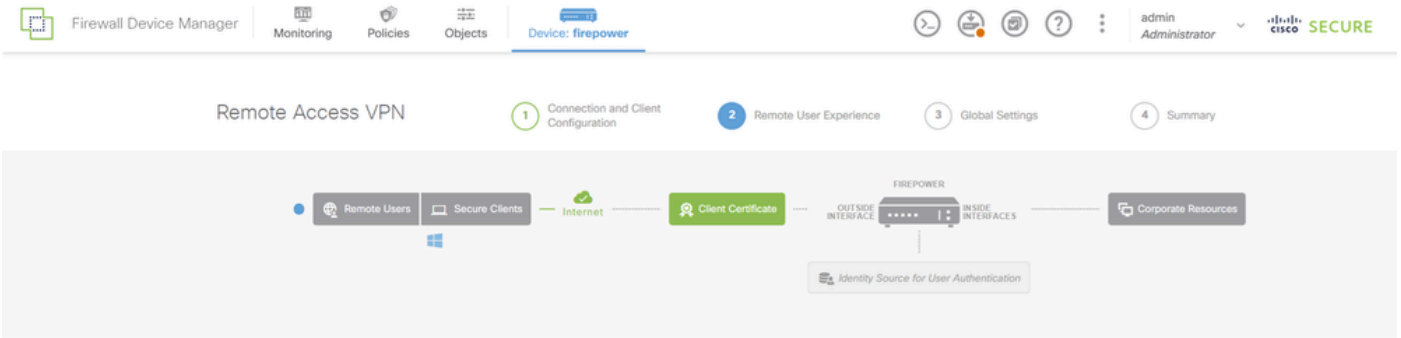 Firewall Device Manager
Monitoring
Policies
Objects
Device: firepower
admin
Administrator
cisco SECURE
Remote Access VPN
1
Connection and Client
Configuration
2
Remote User Experience
3
Global Settings
4
Summary
Remote Users
Secure Clients
Internet
Client Certificate
FIREPOWER
OUTSIDE
INTERFACE
INSIDE
INTERFACES
Corporate Resources
Identity Source for User Authentication